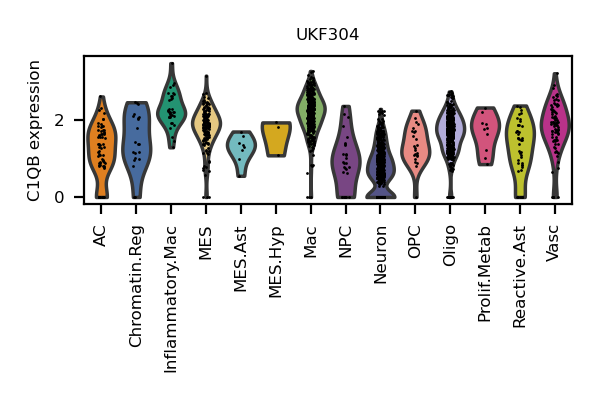 UKF304
C1QB expression
2
0
AC
Chromatin.Reg
Inflammatory.Mac
MES
MES.Ast
MES.Hyp
Mac
NPC
Neuron
OPC
Oligo
Prolif.Metab
Reactive.Ast
Vasc